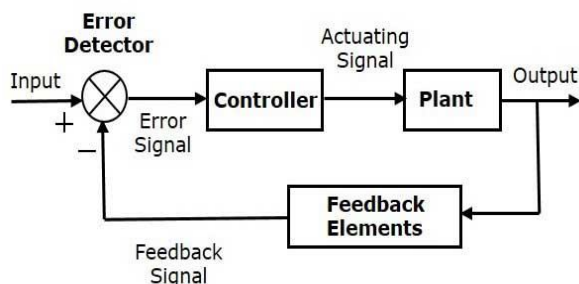 Error
Detector
Input
+
−
Error
Signal
Controller
Actuating
Signal
Plant
Output
Feedback
Elements
Feedback
Signal